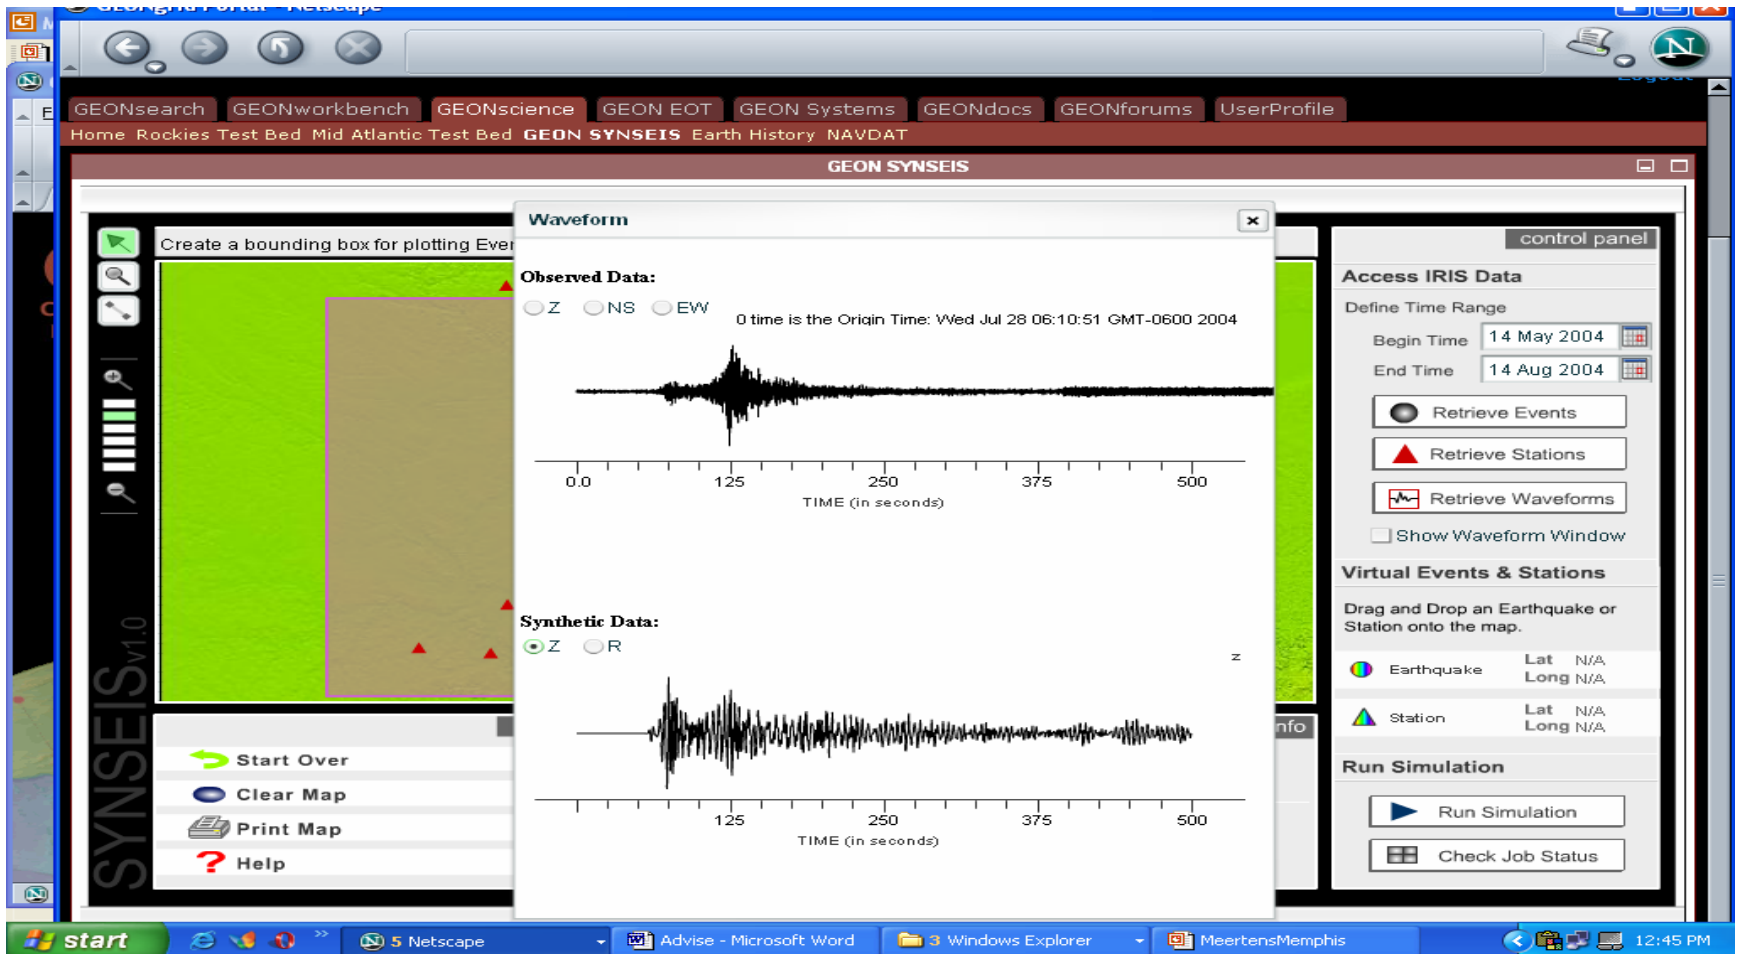 GEONgrid Portal - Netscape
N
Logout
GEONsearch GEONworkbench GEONscience GEON EOT GEON Systems GEONdocs GEONforums UserProfile
Home Rockies Test Bed Mid Atlantic Test Bed GEON SYNSEIS Earth History NAVDAT
GEON SYNSEIS
Waveform
control panel
Create a bounding box for plotting Even
Observed Data:
Z NS EW
0 time is the Origin Time: Wed Jul 28 06:10:51 GMT-0600 2004
0.0 125 250 375 500
TIME (in seconds)
Synthetic Data:
Z R
z
125 250 375 500
TIME (in seconds)
Access IRIS Data
Define Time Range
Begin Time 14 May 2004
End Time 14 Aug 2004
Retrieve Events
Retrieve Stations
Retrieve Waveforms
Show Waveform Window
Virtual Events & Stations
Drag and Drop an Earthquake or
Station onto the map.
Earthquake Lat N/A
Long N/A
Station Lat N/A
Long N/A
Run Simulation
Run Simulation
Check Job Status
SYNSEIS v1.0
nfo
Start Over
Clear Map
Print Map
Help
start 5 Netscape Advise - Microsoft Word 3 Windows Explorer MeertensMemphis 12:45 PM